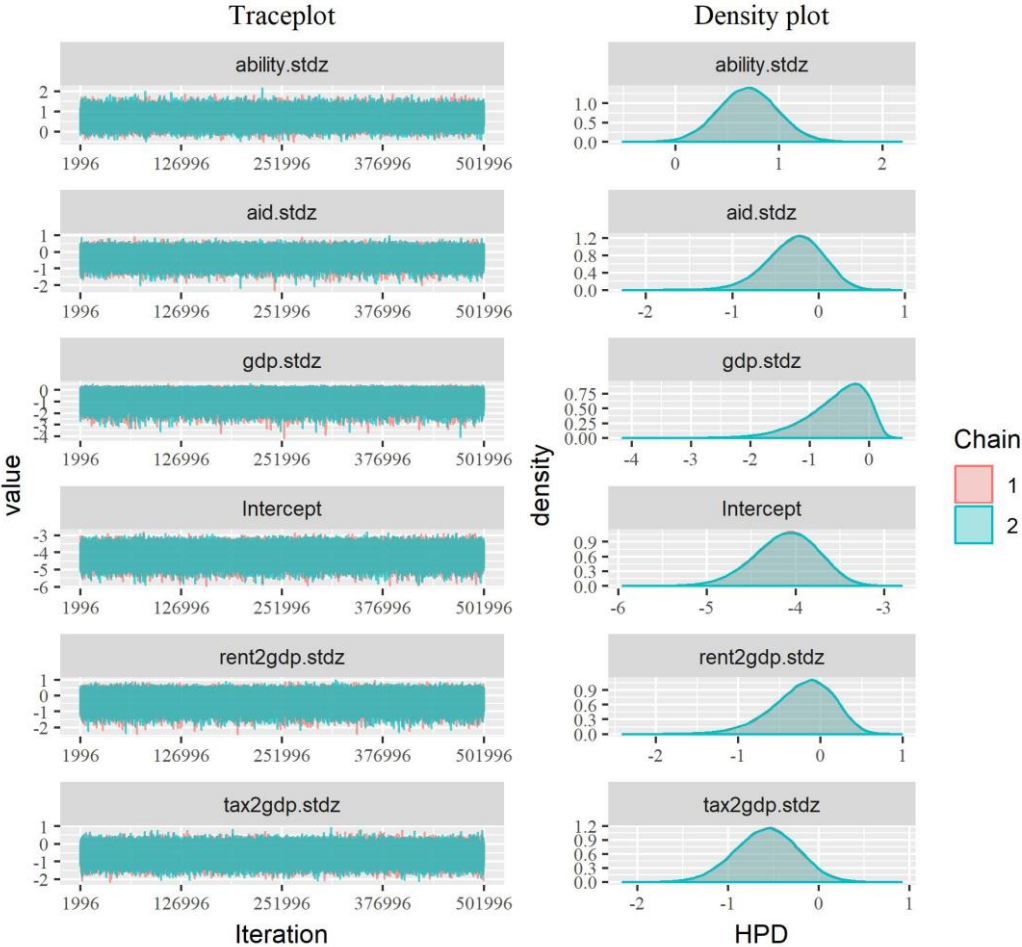 Traceplot
Density plot
ability.stdz
ability.stdz
2
1
0
1.0
0.5
0.0
1996 126996 251996 376996 501996
0 1 2
aid.stdz
aid.stdz
1
0
-1
-2
1.2
0.8
0.4
0.0
1996 126996 251996 376996 501996
-2 -1 0 1
gdp.stdz
gdp.stdz
0
-1
-2
-3
-4
0.75
0.50
0.25
0.00
1996 126996 251996 376996 501996
-4 -3 -2 -1 0
Intercept
Intercept
-3
-4
-5
-6
0.9
0.6
0.3
0.0
1996 126996 251996 376996 501996
-6 -5 -4 -3
rent2gdp.stdz
rent2gdp.stdz
1
0
-1
-2
0.9
0.6
0.3
0.0
1996 126996 251996 376996 501996
-2 -1 0 1
tax2gdp.stdz
tax2gdp.stdz
1
0
-1
-2
1.2
0.9
0.6
0.3
0.0
1996 126996 251996 376996 501996
-2 -1 0 1
value
density
Iteration
HPD
Chain
1
2